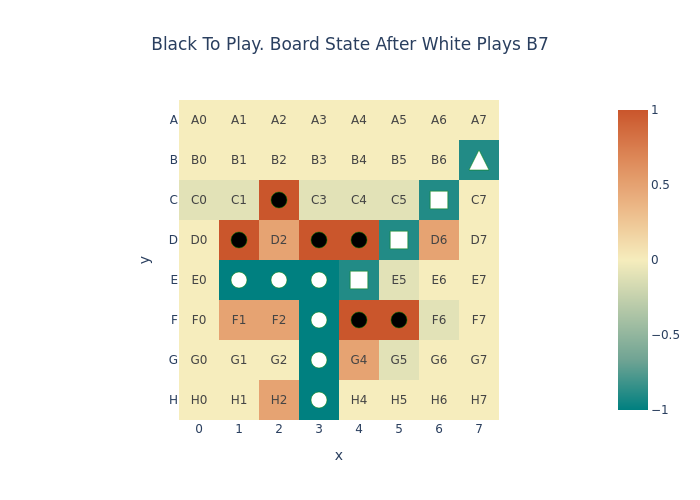 Black To Play. Board State After White Plays B7
A A0 A1 A2 A3 A4 A5 A6 A7
B B0 B1 B2 B3 B4 B5 B6
C C0 C1 C3 C4 C5 C7
D D0 D2 D6 D7
E E0 E5 E6 E7
F F0 F1 F2 F6 F7
G G0 G1 G2 G4 G5 G6 G7
H H0 H1 H2 H4 H5 H6 H7
0 1 2 3 4 5 6 7
x
y
1
0.5
0
−0.5
−1